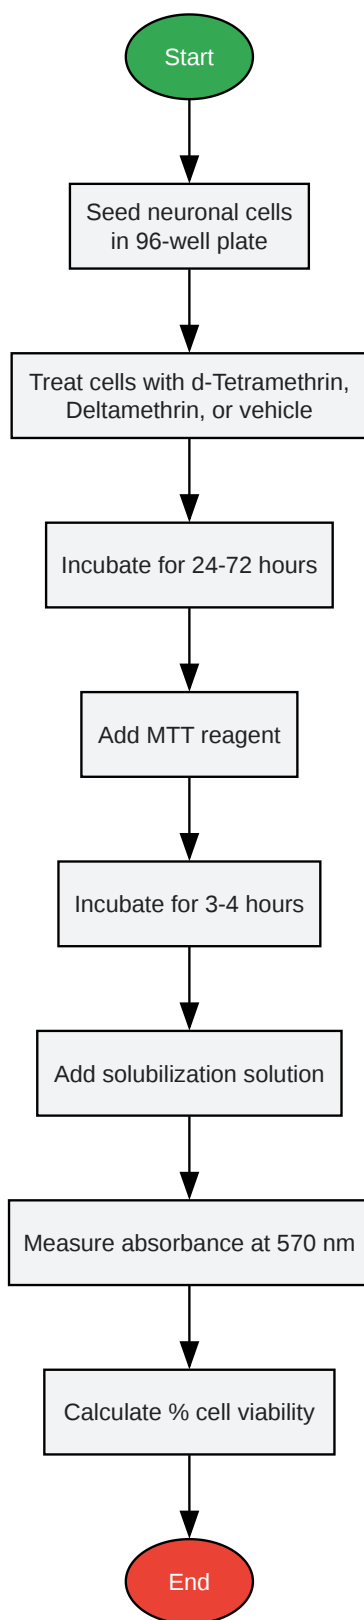 Start
Seed neuronal cells
in 96-well plate
Treat cells with d-Tetramethrin,
Deltamethrin, or vehicle
Incubate for 24-72 hours
Add MTT reagent
Incubate for 3-4 hours
Add solubilization solution
Measure absorbance at 570 nm
Calculate % cell viability
End